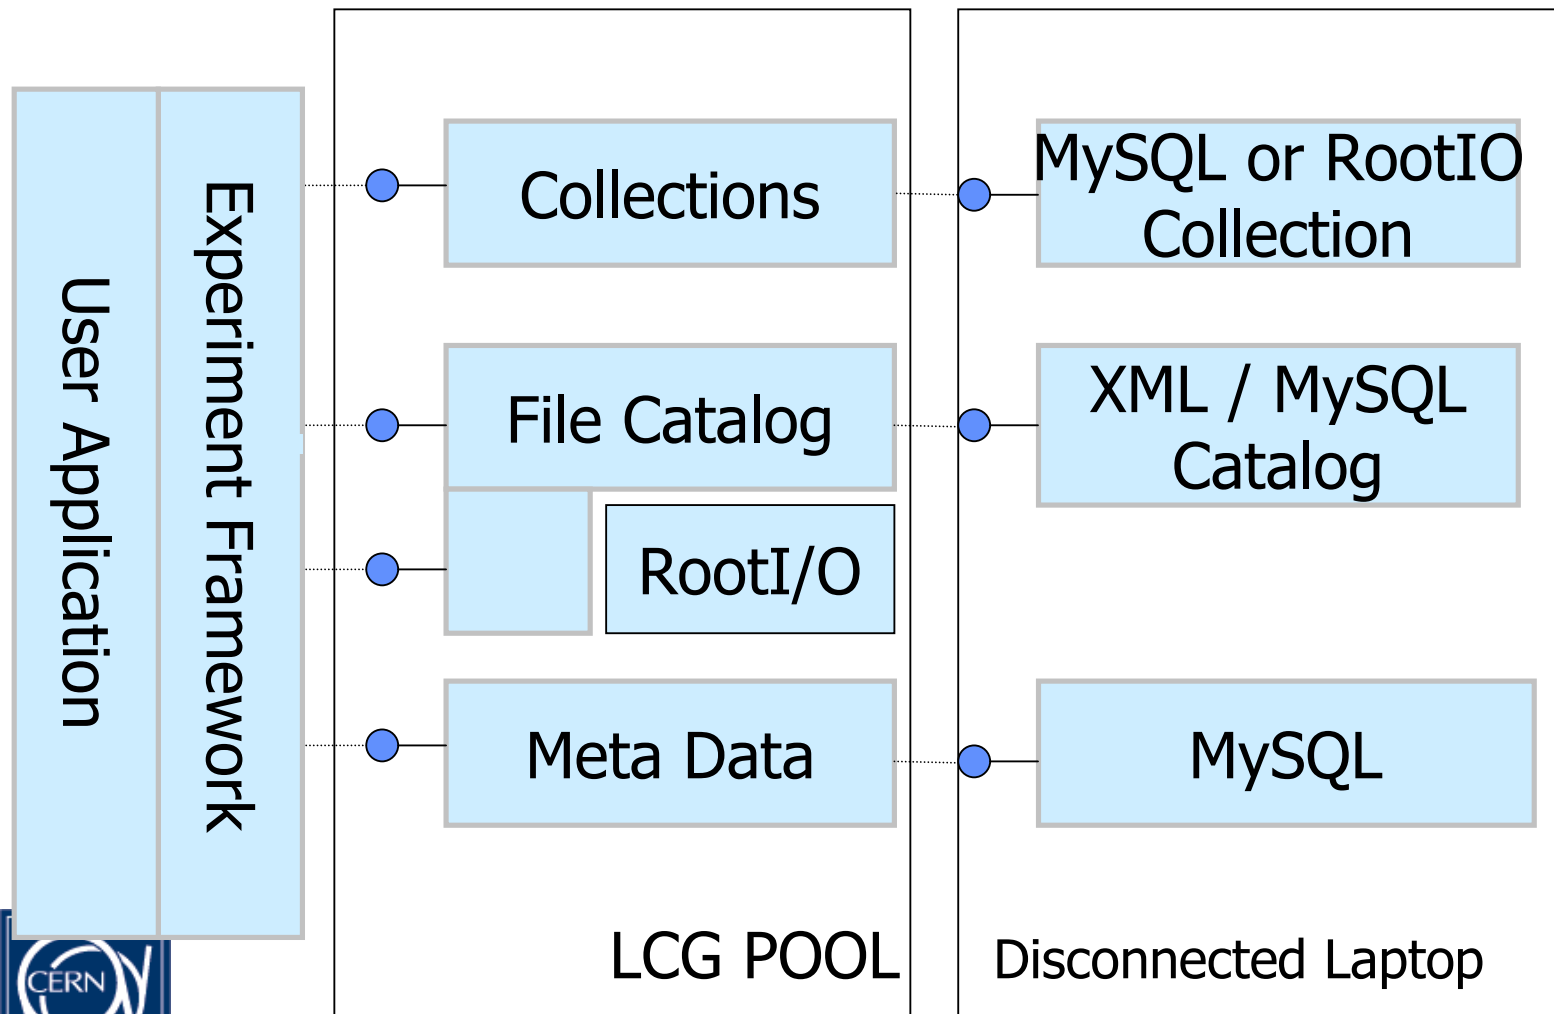 User Application
Experiment Framework
Collections
File Catalog
RootI/O
Meta Data
LCG POOL
MySQL or RootIO
Collection
XML / MySQL
Catalog
MySQL
Disconnected Laptop
CERN